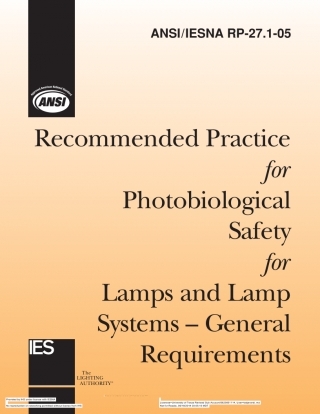 ANSI/IESNA RP-27.1-05
ANSI
Recommended Practice
for
Photobiological
Safety
for
Lamps and Lamp
Systems – General
Requirements
IES
The
LIGHTING
AUTHORITY